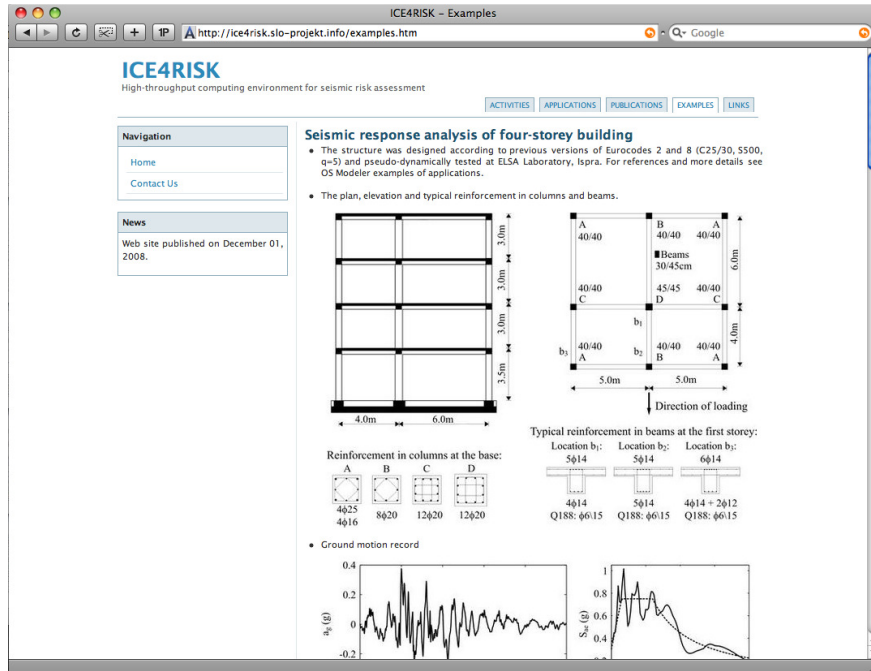 ICE4RISK – Examples
1P
A http://ice4risk.slo-projekt.info/examples.htm
Google
ICE4RISK
High-throughput computing environment for seismic risk assessment
ACTIVITIES APPLICATIONS PUBLICATIONS EXAMPLES LINKS
Navigation
Home
Contact Us
News
Web site published on December 01,
2008.
Seismic response analysis of four-storey building
• The structure was designed according to previous versions of Eurocodes 2 and 8 (C25/30, S500,
q=5) and pseudo-dynamically tested at ELSA Laboratory, Ispra. For references and more details see
OS Modeler examples of applications.
• The plan, elevation and typical reinforcement in columns and beams.
3.0m
3.0m
3.0m
3.5m
4.0m 6.0m
A B A
40/40 40/40 40/40
Beams
30/45cm
6.0m
40/40 45/45 40/40
C D C
b₁
4.0m
b₃ 40/40 b₂ 40/40 40/40
A B A
5.0m 5.0m
Direction of loading
Reinforcement in columns at the base:
A B C D
4ϕ25
4ϕ16 8ϕ20 12ϕ20 12ϕ20
Typical reinforcement in beams at the first storey:
Location b₁: Location b₂: Location b₃:
5ϕ14 5ϕ14 6ϕ14
4ϕ14 5ϕ14 4ϕ14 + 2ϕ12
Q188: ϕ6\15 Q188: ϕ6\15 Q188: ϕ6\15
• Ground motion record
0.4
0.2
0
-0.2
a_g (g)
1
0.8
0.6
0.4
0.2
S_ae (g)